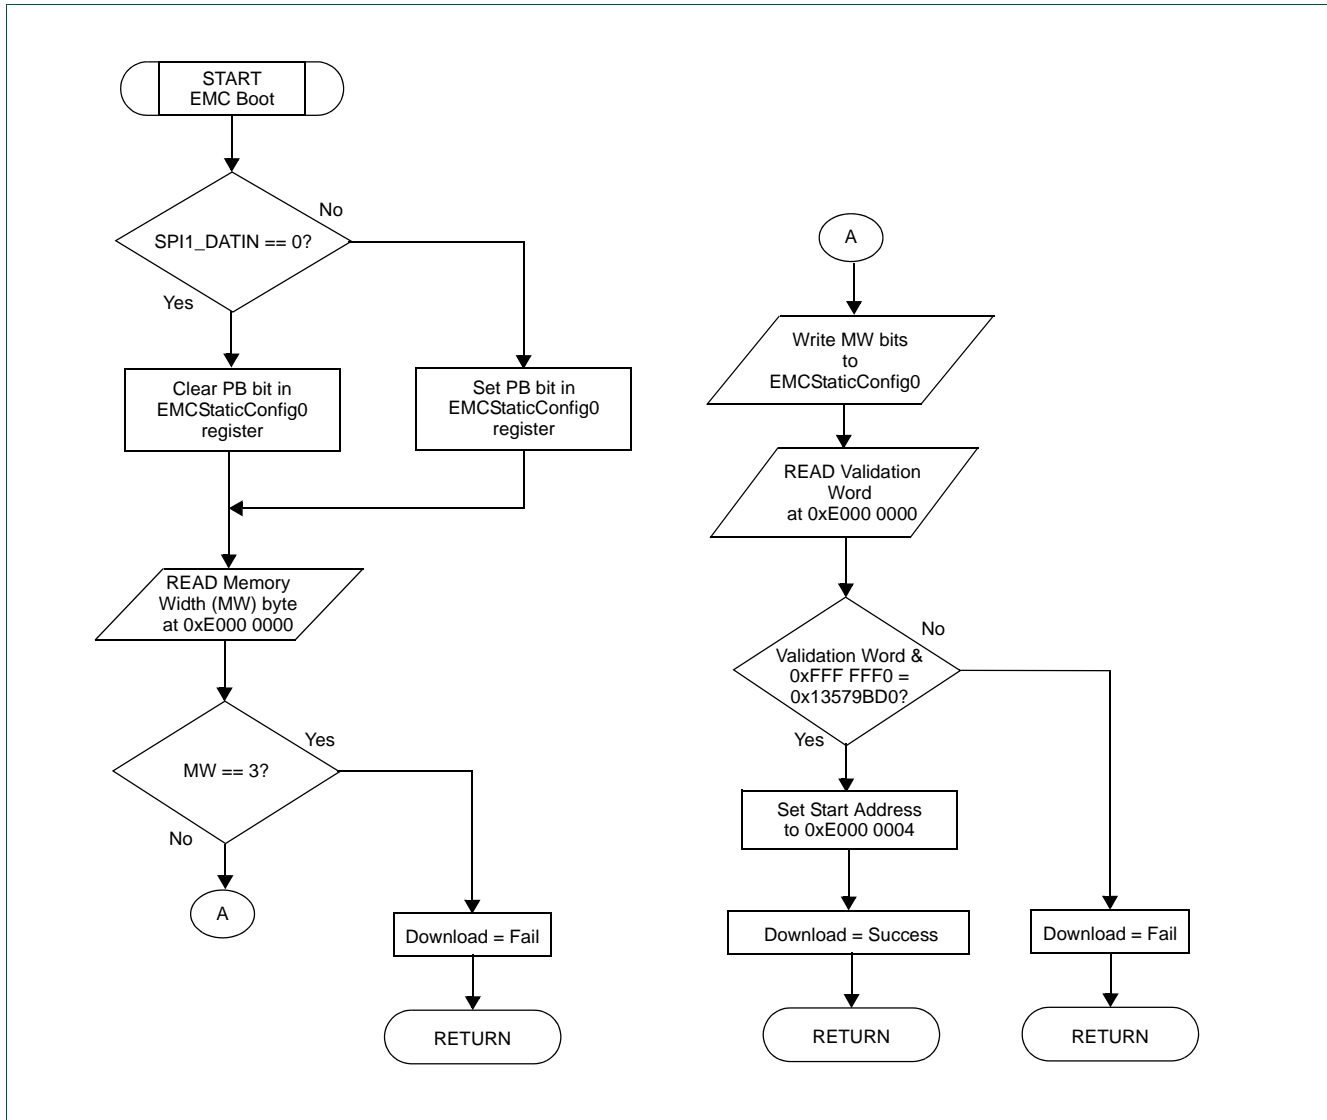 START
EMC Boot
No
SPI1_DATIN == 0?
Yes
Clear PB bit in
EMCStaticConfig0
register
Set PB bit in
EMCStaticConfig0
register
READ Memory
Width (MW) byte
at 0xE000 0000
Yes
MW == 3?
No
A
Download = Fail
RETURN
A
Write MW bits
to
EMCStaticConfig0
READ Validation
Word
at 0xE000 0000
No
Validation Word &
0xFFF FFF0 =
0x13579BD0?
Yes
Set Start Address
to 0xE000 0004
Download = Success
RETURN
Download = Fail
RETURN